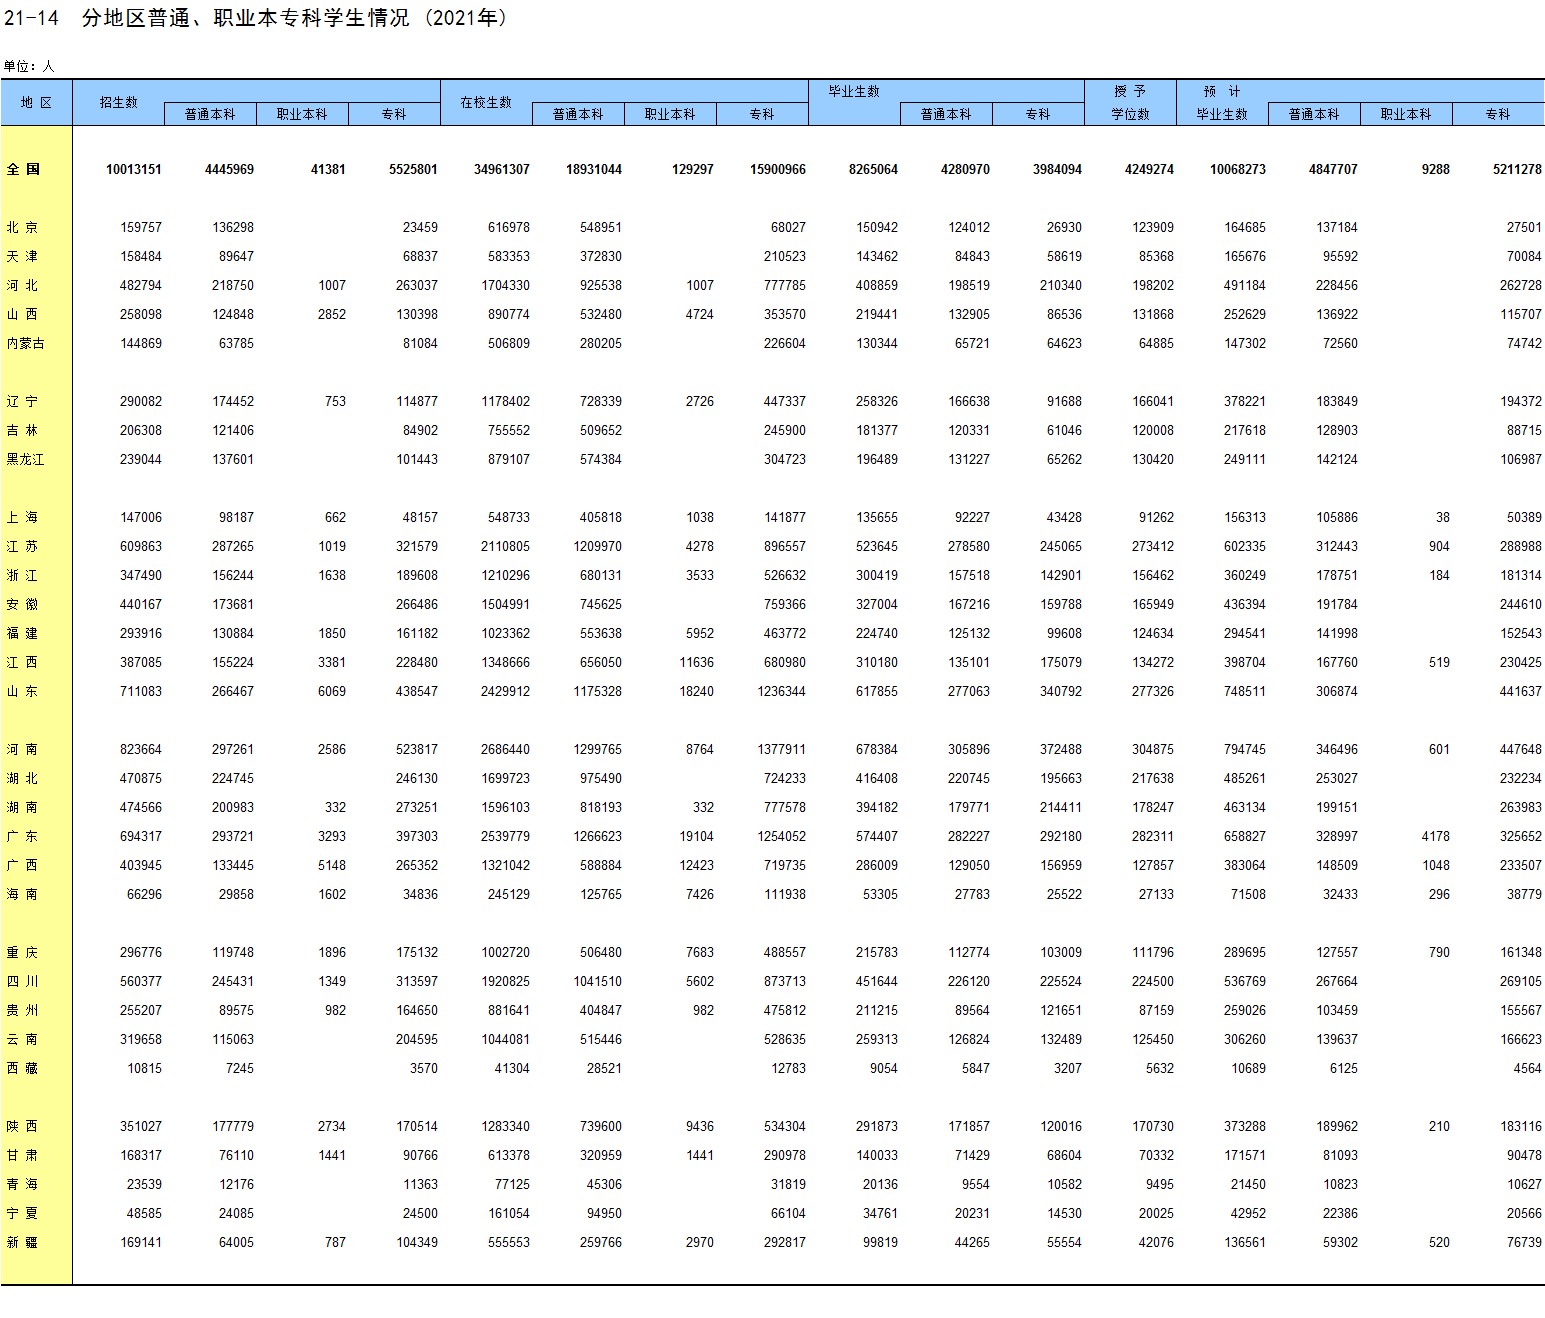 21-14 分地区普通、职业本专科学生情况 (2021年)
单位：人
地 区 招生数 普通本科 职业本科 专科 在校生数 普通本科 职业本科 专科 毕业生数 普通本科 专科 授 予 学位数 预 计 毕业生数 普通本科 职业本科 专科
全 国 10013151 4445969 41381 5525801 34961307 18931044 129297 15900966 8265064 4280970 3984094 4249274 10068273 4847707 9288 5211278
北 京 159757 136298 23459 616978 548951 68027 150942 124012 26930 123909 164685 137184 27501
天 津 158484 89647 68837 583353 372830 210523 143462 84843 58619 85368 165676 95592 70084
河 北 482794 218750 1007 263037 1704330 925538 1007 777785 408859 198519 210340 198202 491184 228456 262728
山 西 258098 124848 2852 130398 890774 532480 4724 353570 219441 132905 86536 131868 252629 136922 115707
内蒙古 144869 63785 81084 506809 280205 226604 130344 65721 64623 64885 147302 72560 74742
辽 宁 290082 174452 753 114877 1178402 728339 2726 447337 258326 166638 91688 166041 378221 183849 194372
吉 林 206308 121406 84902 755552 509652 245900 181377 120331 61046 120008 217618 128903 88715
黑龙江 239044 137601 101443 879107 574384 304723 196489 131227 65262 130420 249111 142124 106987
上 海 147006 98187 662 48157 548733 405818 1038 141877 135655 92227 43428 91262 156313 105886 38 50389
江 苏 609863 287265 1019 321579 2110805 1209970 4278 896557 523645 278580 245065 273412 602335 312443 904 288988
浙 江 347490 156244 1638 189608 1210296 680131 3533 526632 300419 157518 142901 156462 360249 178751 184 181314
安 徽 440167 173681 266486 1504991 745625 759366 327004 167216 159788 165949 436394 191784 244610
福 建 293916 130884 1850 161182 1023362 553638 5952 463772 224740 125132 99608 124634 294541 141998 152543
江 西 387085 155224 3381 228480 1348666 656050 11636 680980 310180 135101 175079 134272 398704 167760 519 230425
山 东 711083 266467 6069 438547 2429912 1175328 18240 1236344 617855 277063 340792 277326 748511 306874 441637
河 南 823664 297261 2586 523817 2686440 1299765 8764 1377911 678384 305896 372488 304875 794745 346496 601 447648
湖 北 470875 224745 246130 1699723 975490 724233 416408 220745 195663 217638 485261 253027 232234
湖 南 474566 200983 332 273251 1596103 818193 332 777578 394182 179771 214411 178247 463134 199151 263983
广 东 694317 293721 3293 397303 2539779 1266623 19104 1254052 574407 282227 292180 282311 658827 328997 4178 325652
广 西 403945 133445 5148 265352 1321042 588884 12423 719735 286009 129050 156959 127857 383064 148509 1048 233507
海 南 66296 29858 1602 34836 245129 125765 7426 111938 53305 27783 25522 27133 71508 32433 296 38779
重 庆 296776 119748 1896 175132 1002720 506480 7683 488557 215783 112774 103009 111796 289695 127557 790 161348
四 川 560377 245431 1349 313597 1920825 1041510 5602 873713 451644 226120 225524 224500 536769 267664 269105
贵 州 255207 89575 982 164650 881641 404847 982 475812 211215 89564 121651 87159 259026 103459 155567
云 南 319658 115063 204595 1044081 515446 528635 259313 126824 132489 125450 306260 139637 166623
西 藏 10815 7245 3570 41304 28521 12783 9054 5847 3207 5632 10689 6125 4564
陕 西 351027 177779 2734 170514 1283340 739600 9436 534304 291873 171857 120016 170730 373288 189962 210 183116
甘 肃 168317 76110 1441 90766 613378 320959 1441 290978 140033 71429 68604 70332 171571 81093 90478
青 海 23539 12176 11363 77125 45306 31819 20136 9554 10582 9495 21450 10823 10627
宁 夏 48585 24085 24500 161054 94950 66104 34761 20231 14530 20025 42952 22386 20566
新 疆 169141 64005 787 104349 555553 259766 2970 292817 99819 44265 55554 42076 136561 59302 520 76739